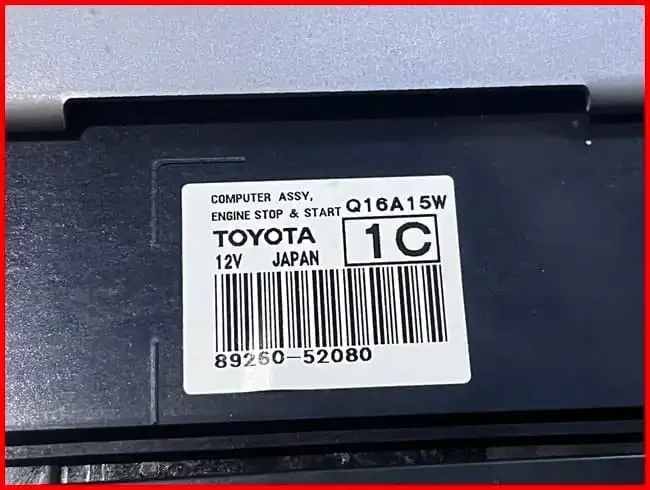 COMPUTER ASSY,
ENGINE STOP & START Q16A15W
TOYOTA 1C
12V JAPAN
89260-52080